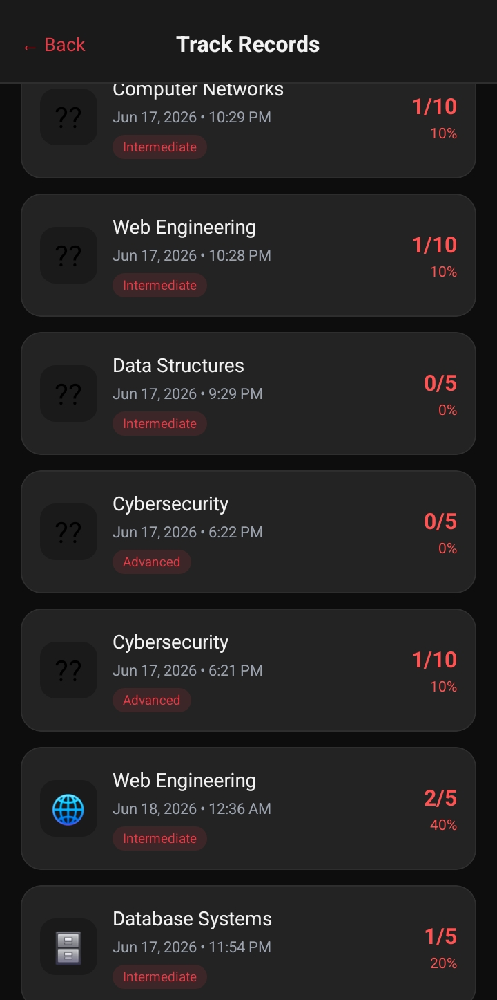 ← Back
Track Records
Computer Networks
Jun 17, 2026 • 10:29 PM
Intermediate
1/10
10%
??
Web Engineering
Jun 17, 2026 • 10:28 PM
Intermediate
1/10
10%
??
Data Structures
Jun 17, 2026 • 9:29 PM
Intermediate
0/5
0%
??
Cybersecurity
Jun 17, 2026 • 6:22 PM
Advanced
0/5
0%
??
Cybersecurity
Jun 17, 2026 • 6:21 PM
Advanced
1/10
10%
??
Web Engineering
Jun 18, 2026 • 12:36 AM
Intermediate
2/5
40%
Database Systems
Jun 17, 2026 • 11:54 PM
Intermediate
1/5
20%